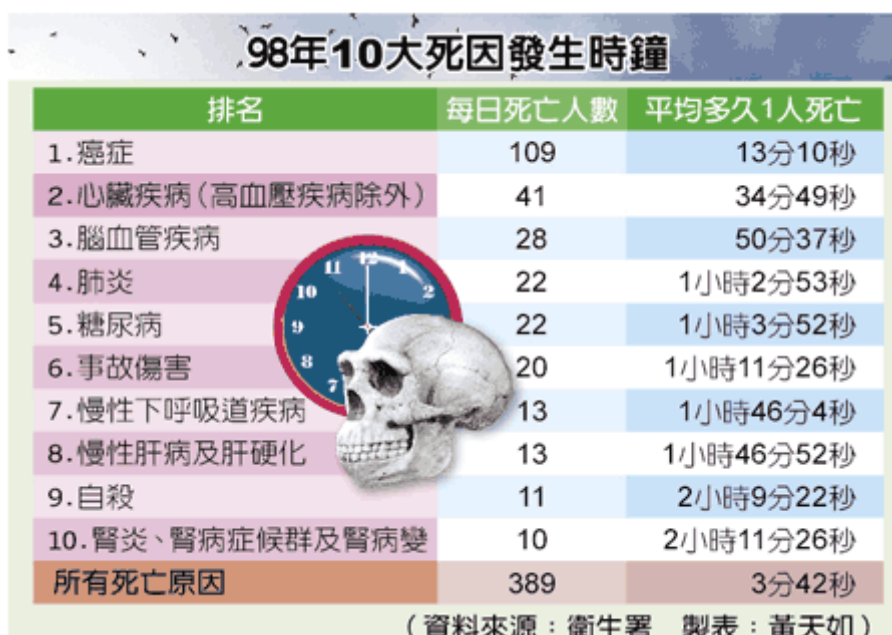 98年10大死因發生時鐘
排名 每日死亡人數 平均多久1人死亡
1.癌症 109 13分10秒
2.心臟疾病(高血壓疾病除外) 41 34分49秒
3.腦血管疾病 28 50分37秒
4.肺炎 22 1小時2分53秒
5.糖尿病 22 1小時3分52秒
6.事故傷害 20 1小時11分26秒
7.慢性下呼吸道疾病 13 1小時46分4秒
8.慢性肝病及肝硬化 13 1小時46分52秒
9.自殺 11 2小時9分22秒
10.腎炎、腎病症候群及腎病變 10 2小時11分26秒
所有死亡原因 389 3分42秒
(資料來源：衛生署 製表：黃天如)
12
11 1
10 2
9
8
7